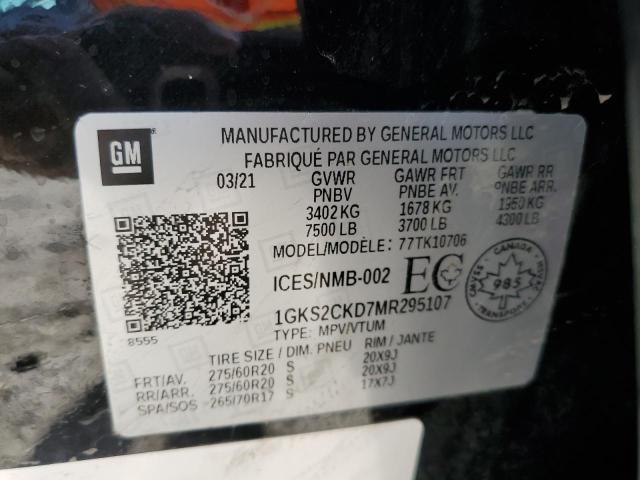 GM
MANUFACTURED BY GENERAL MOTORS LLC
FABRIQUÉ PAR GENERAL MOTORS LLC
03/21 GVWR GAWR FRT GAWR RR
PNBV PNBE AV. PNBE ARR.
3402 KG 1678 KG 1950 KG
7500 LB 3700 LB 4300 LB
MODEL/MODÈLE: 77TK10706
ICES/NMB-002 EC
CANADA
985
1GKS2CKD7MR295107
8555
TYPE: MPV/VTUM
TIRE SIZE / DIM. PNEU RIM / JANTE
FRT/AV. 275/60R20 S 20X9J
RR/ARR. 275/60R20 S 20X9J
SPA/SOS - 265/70R17 S 17X7J